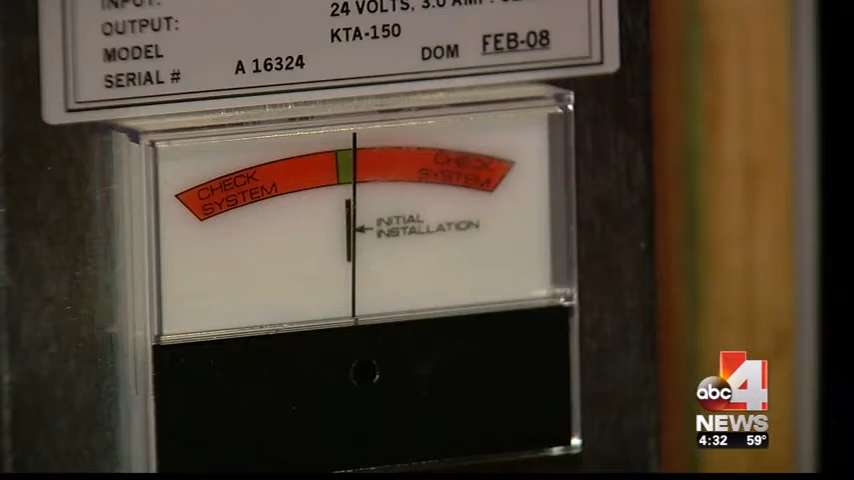 INPUT:
24 VOLTS, 3.0 AMP.
OUTPUT:
KTA-150
MODEL
DOM FEB-08
SERIAL # A 16324
CHECK SYSTEM
CHECK SYSTEM
INITIAL
INSTALLATION
abc 4
NEWS
4:32 59°